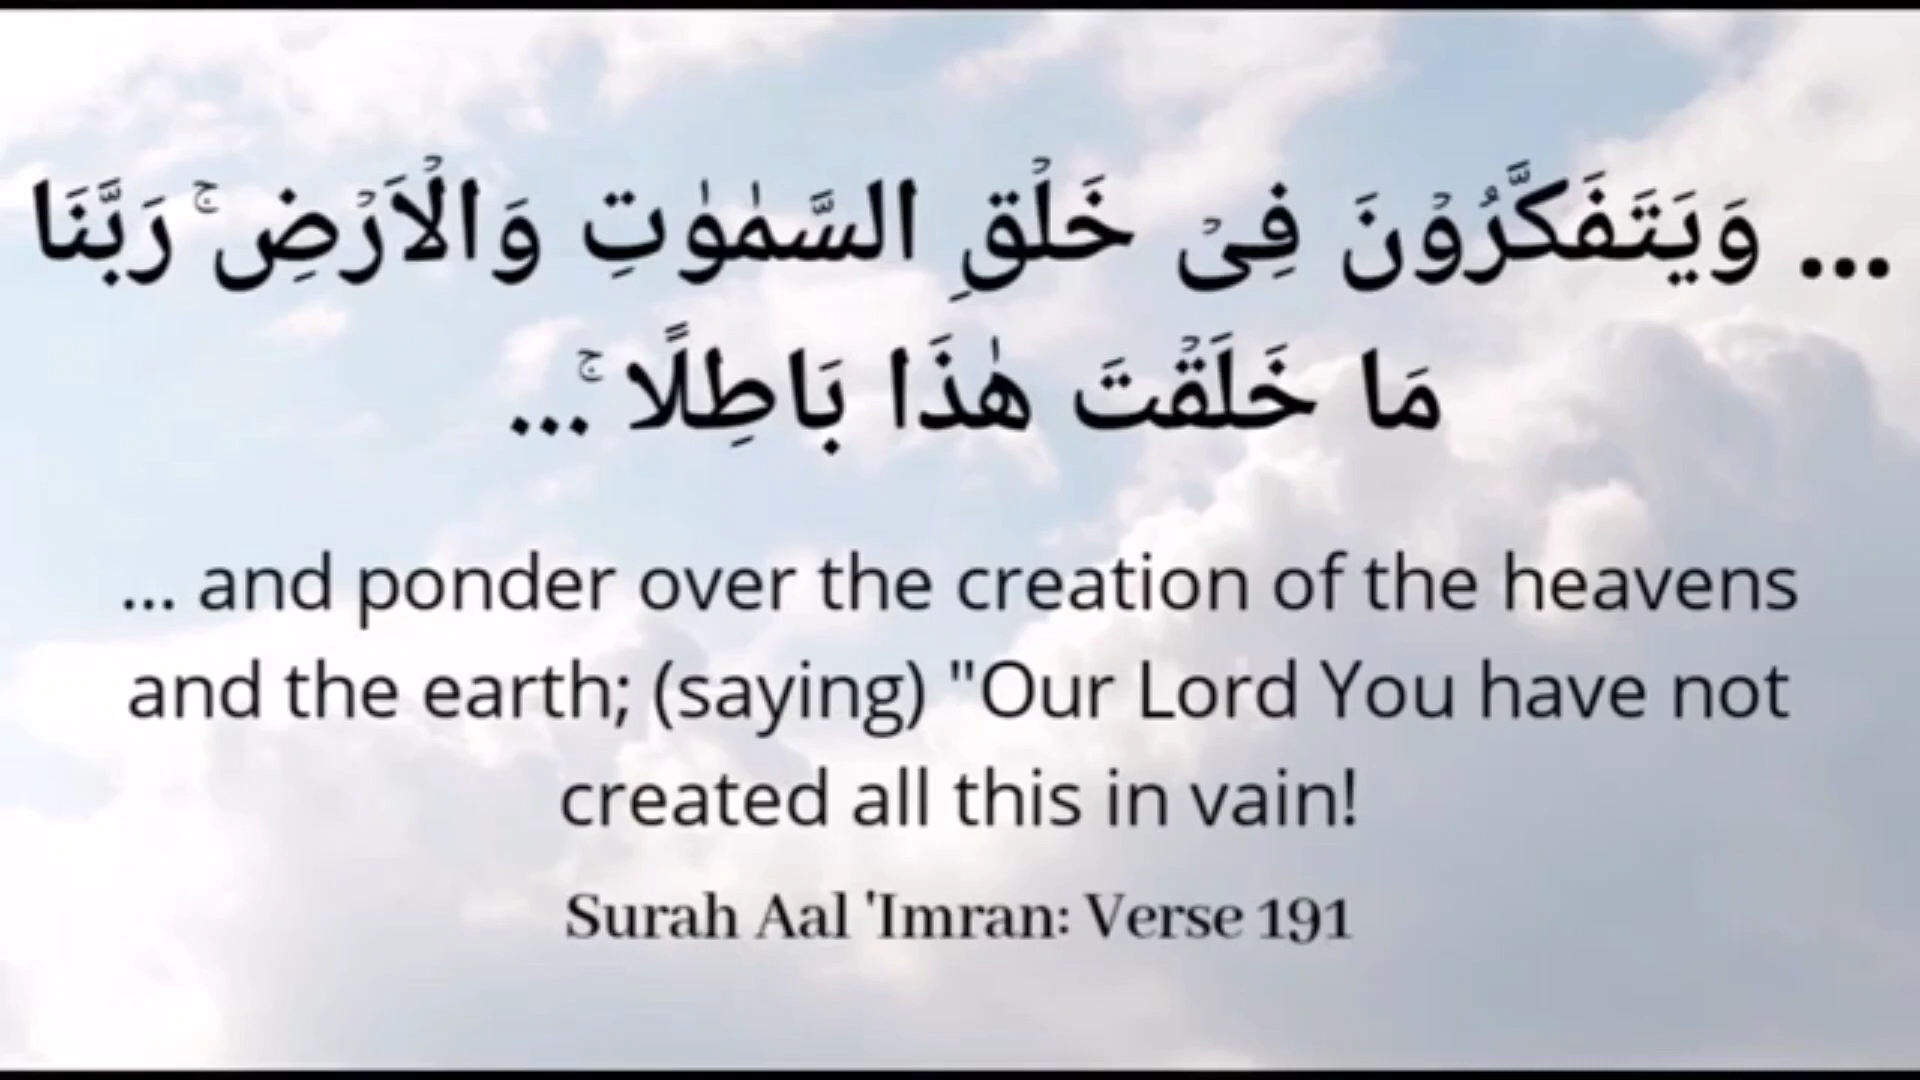 ... وَيَتَفَكَّرُوۡنَ فِىۡ خَلۡقِ السَّمٰوٰتِ وَالۡاَرۡضِ​ۚ رَبَّنَا
مَا خَلَقۡتَ هٰذَا بَاطِلًا ۚ ...
... and ponder over the creation of the heavens
and the earth; (saying) "Our Lord You have not
created all this in vain!
Surah Aal 'Imran: Verse 191